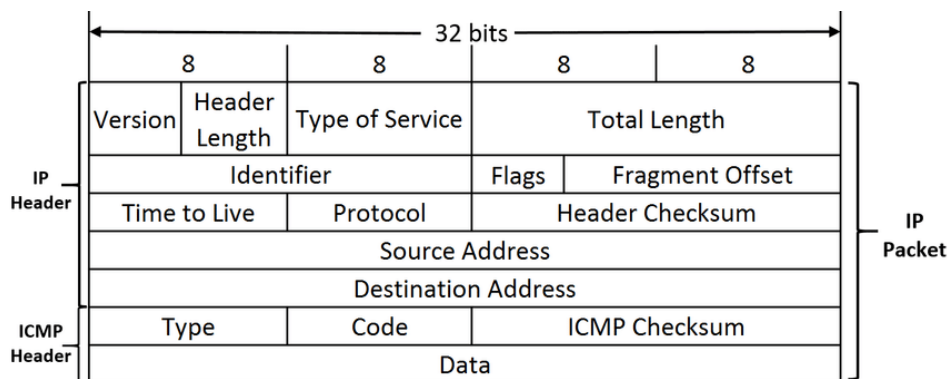 32 bits
8 8 8 8
Version Header Length Type of Service Total Length
Identifier Flags Fragment Offset
IP Header
Time to Live Protocol Header Checksum
Source Address
IP Packet
Destination Address
Type Code ICMP Checksum
ICMP Header
Data